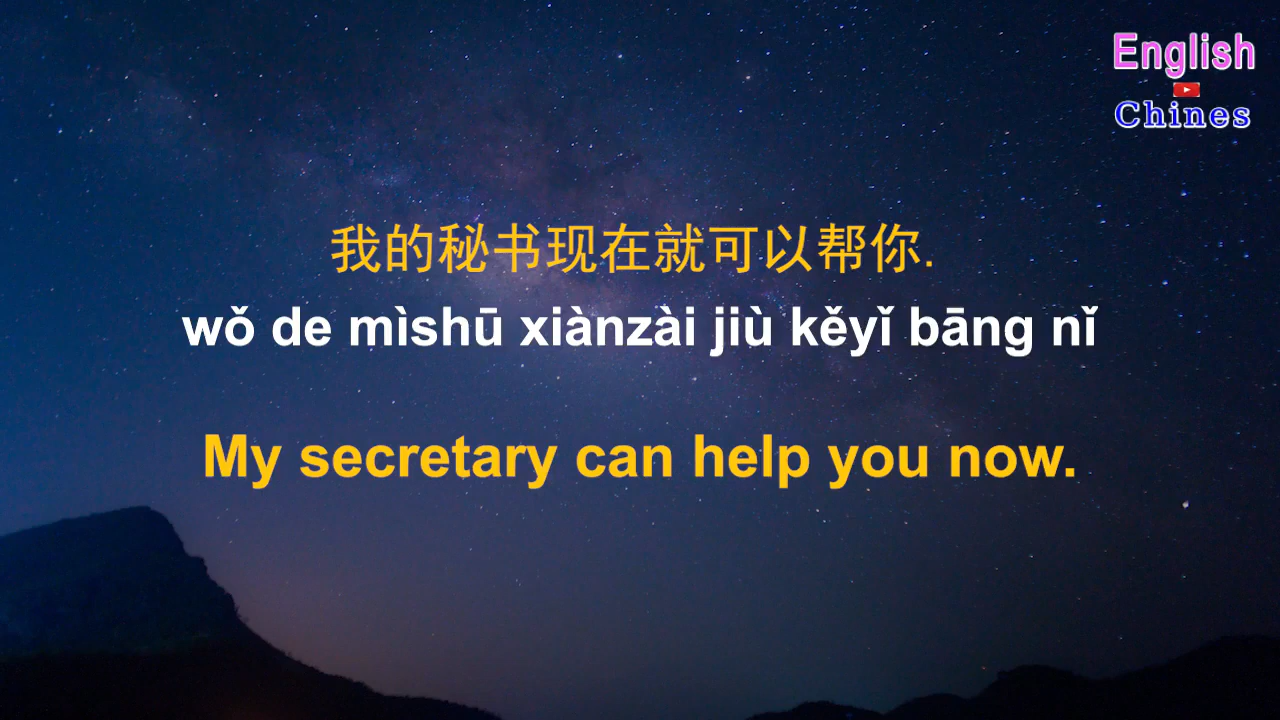 English
Chines
我的秘书现在就可以帮你.
wǒ de mìshū xiànzài jiù kěyǐ bāng nǐ
My secretary can help you now.